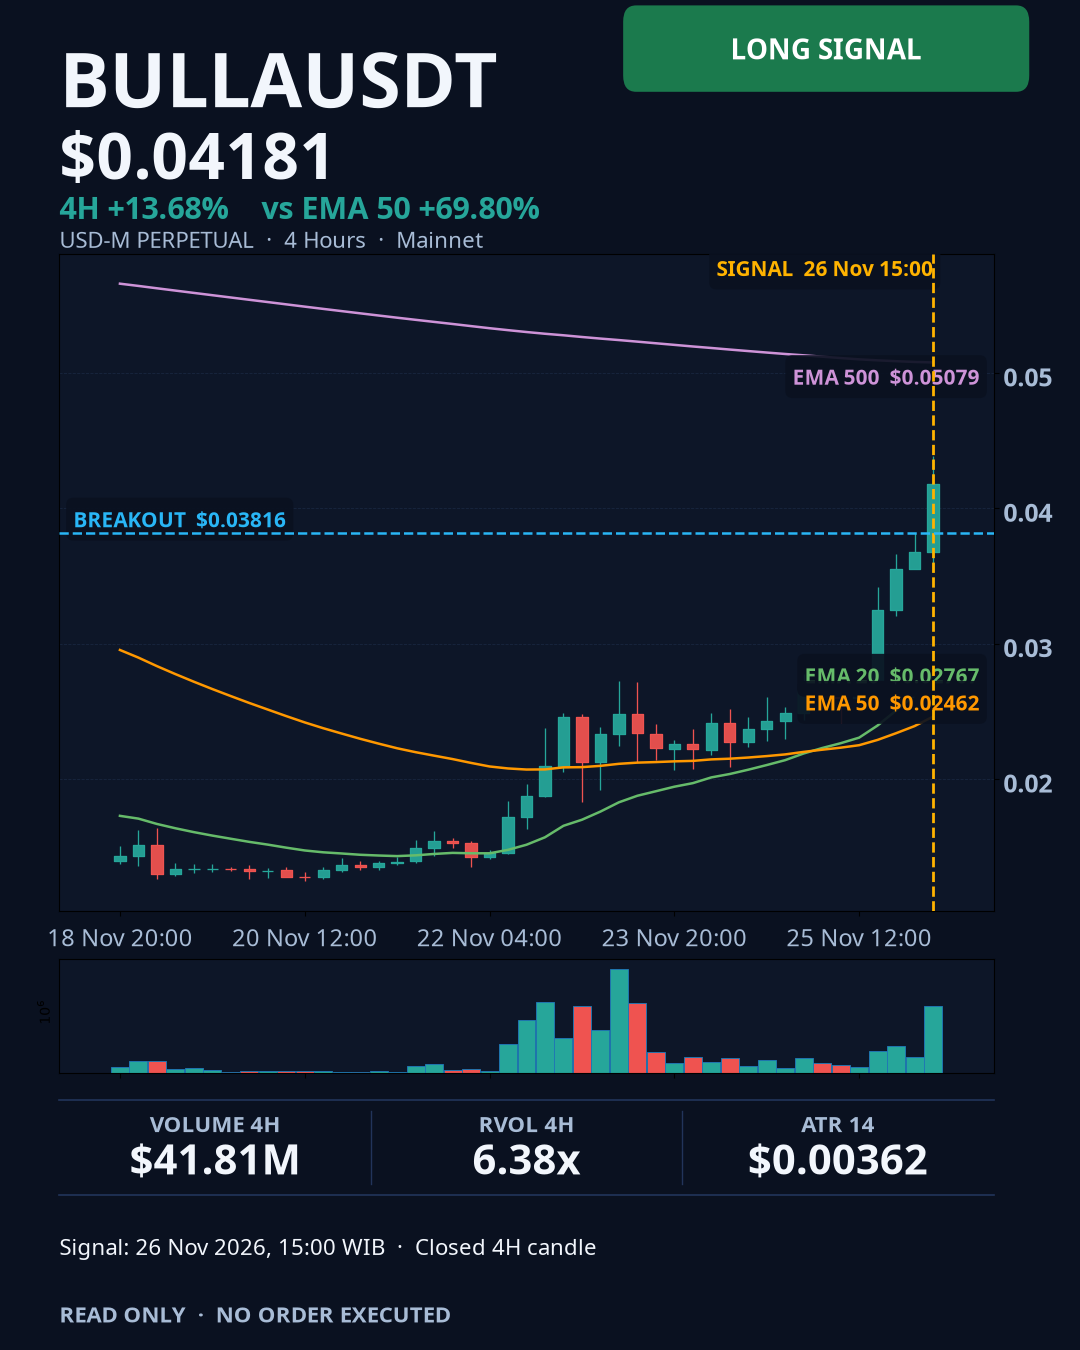 LONG SIGNAL
BULLAUSDT
$0.04181
4H +13.68% vs EMA 50 +69.80%
USD-M PERPETUAL · 4 Hours · Mainnet
SIGNAL 26 Nov 15:00
EMA 500 $0.05079
0.05
BREAKOUT $0.03816
0.04
0.03
EMA 20 $0.02767
EMA 50 $0.02462
0.02
18 Nov 20:00 20 Nov 12:00 22 Nov 04:00 23 Nov 20:00 25 Nov 12:00
10⁶
VOLUME 4H RVOL 4H ATR 14
$41.81M 6.38x $0.00362
Signal: 26 Nov 2026, 15:00 WIB · Closed 4H candle
READ ONLY · NO ORDER EXECUTED